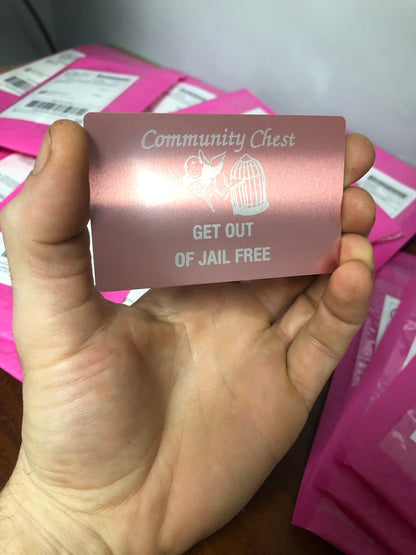 Community Chest
GET OUT
OF JAIL FREE